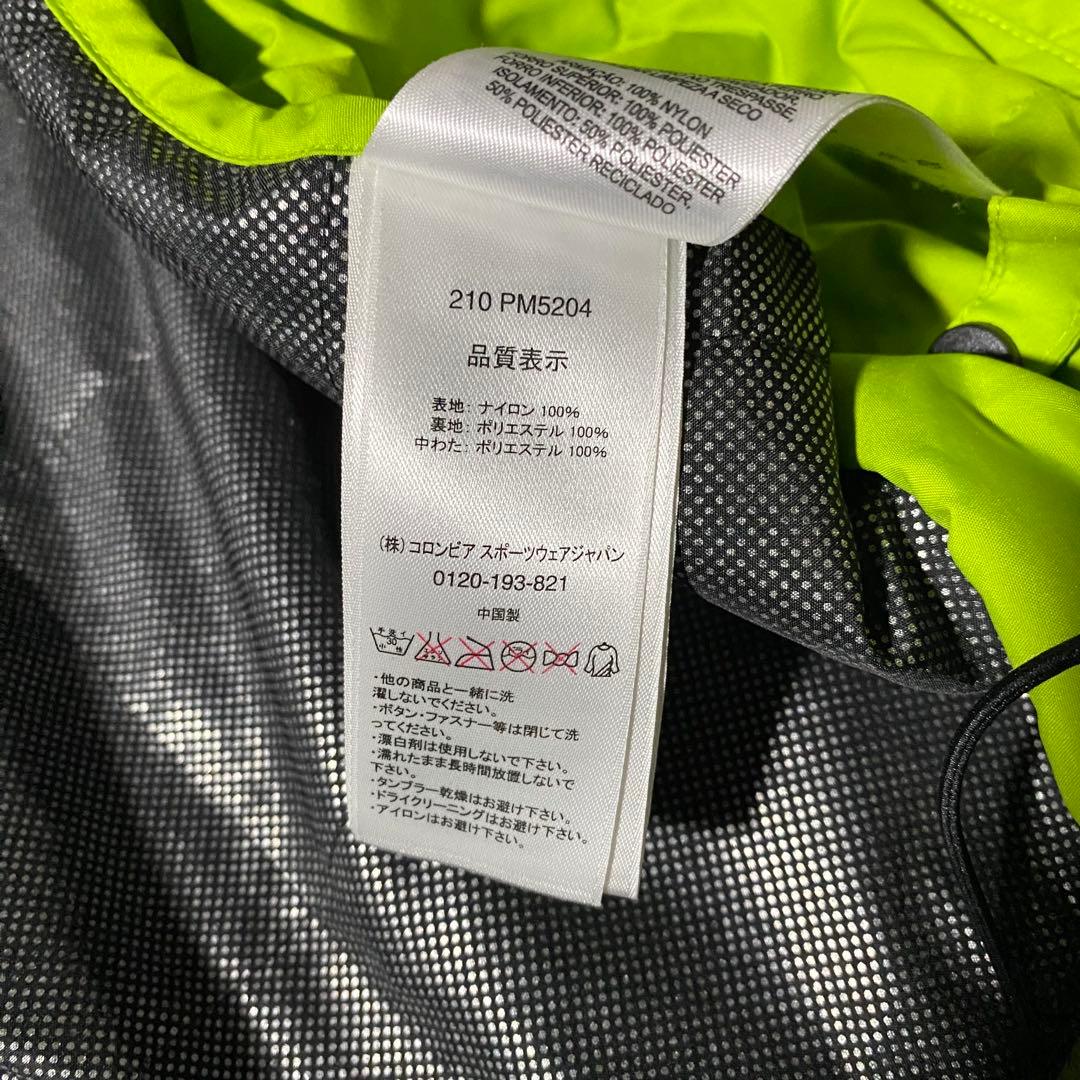 100% NYLON
LIMPEZA A SECO
FORRO SUPERIOR: 100% POLIESTER
FORRO INFERIOR: 100% POLIESTER
ISOLAMENTO: 50% POLIESTER,
50% POLIESTER RECICLADO
210 PM5204
品質表示
表地: ナイロン 100%
裏地: ポリエステル 100%
中わた: ポリエステル 100%
(株)コロンビア スポーツウェアジャパン
0120-193-821
中国製
手洗イ
30
・他の商品と一緒に洗
濯しないでください。
・ボタン・ファスナー等は閉じて洗
ってください。
・漂白剤は使用しないで下さい。
・濡れたまま長時間放置しないで
下さい。
・タンブラー乾燥はお避け下さい。
・ドライクリーニングはお避け下さい。
・アイロンはお避け下さい。